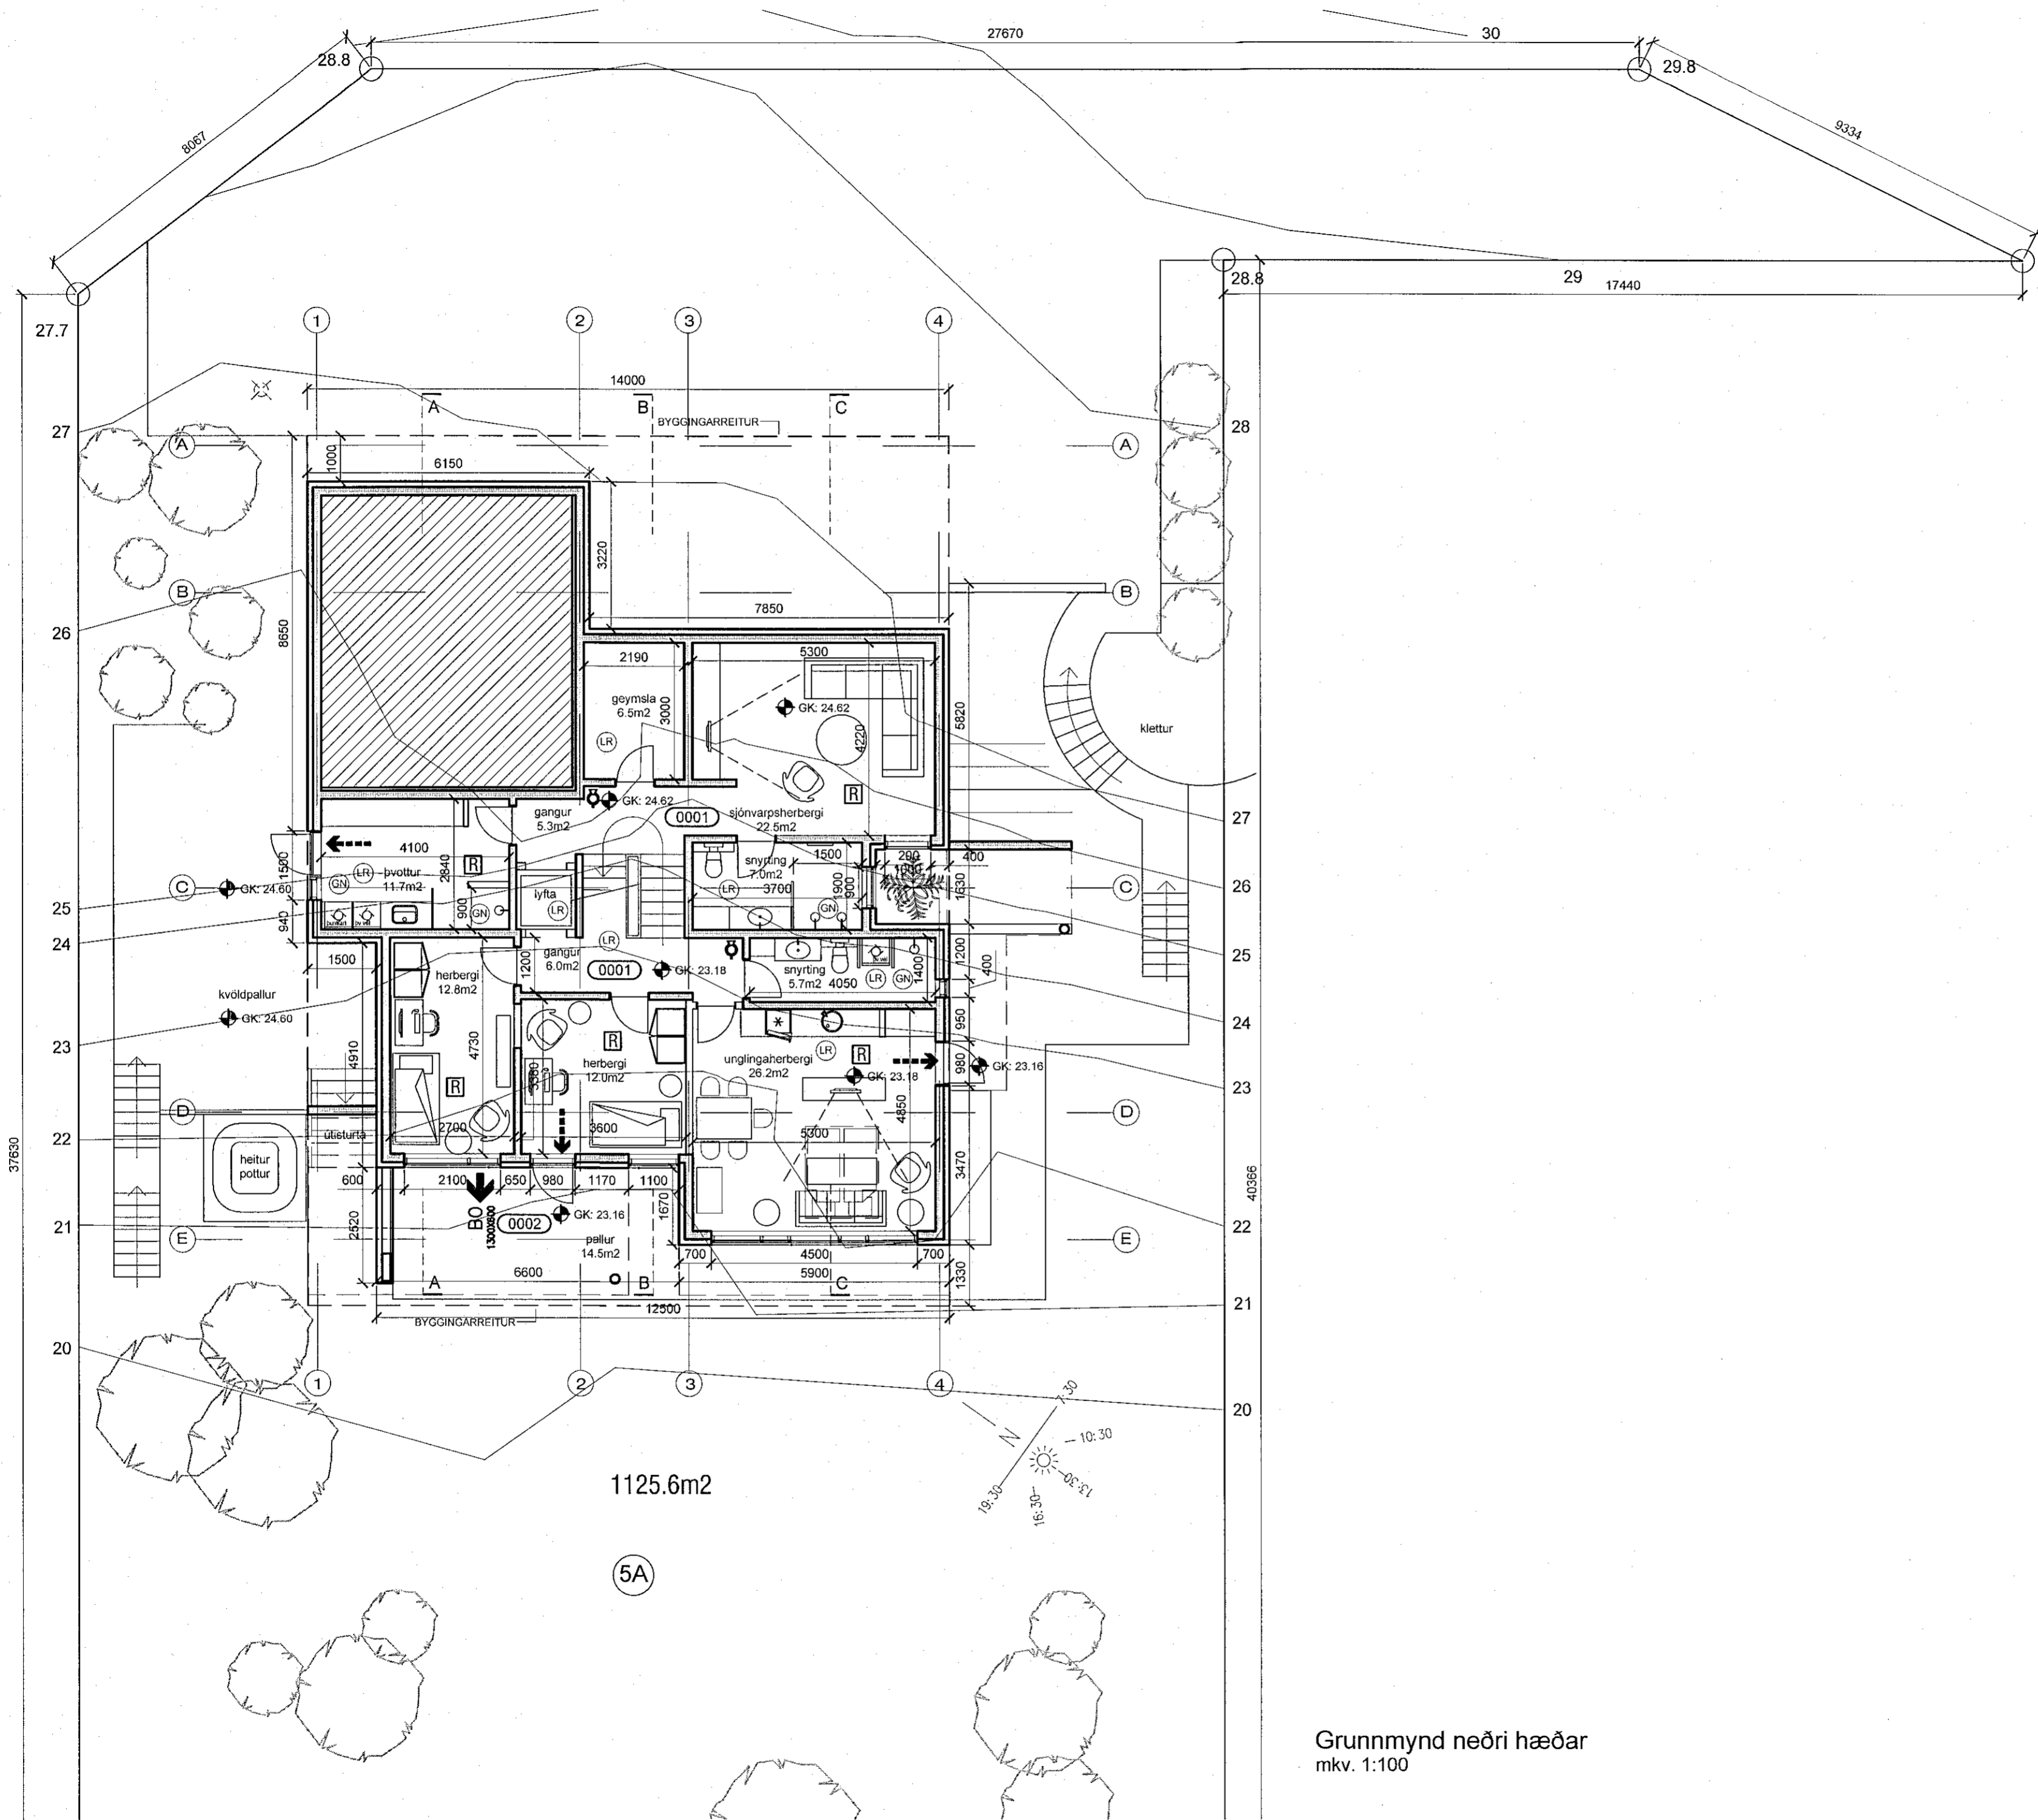 27670
30
28.8
29.8
8067
9334
28.8
29
17440
27.7
1
2
3
4
14000
A
B
C
BYGGINGARREITUR
27
28
A
A
1000
6150
3220
B
B
26
7850
8650
2190
5300
geymsla
6.5m2
3000
GK: 24.62
4220
5820
klettur
LR
R
GK: 24.62
gangur
5.3m2
0001
sjónvarpsherbergi
22.5m2
27
4100
2840
R
1500
snyrting
7.0m2
290
400
1500
LR
þvottur
11.7m2
GN
C
GK: 24.60
lyfta
LR
LR
3700
1900
900
1630
C
26
25
940
900
GN
GN
24
1500
LR
gangur
6.0m2
1200
0001
GK: 23.18
herbergi
12.8m2
snyrting
5.7m2
4050
LR
GN
1400
1200
400
25
kvöldpallur
GK: 24.60
24
23
4910
4730
R
950
herbergi
12.0m2
3380
unglingaherbergi
26.2m2
LR
R
GK: 23.18
980
GK: 23.16
23
R
D
4850
D
22
útisturta
2700
3600
5300
37630
heitur
pottur
3470
40366
600
2100
650
980
1170
1100
BO
1300X800
0002
GK: 23.16
1670
2520
21
22
E
pallur
14.5m2
E
700
4500
700
6600
5900
1330
A
B
C
12500
21
BYGGINGARREITUR
20
1
2
3
4
20
7:30
N
10:30
13:30
16:30
19:30
1125.6m2
5A
Grunnmynd neðri hæðar
mkv. 1:100